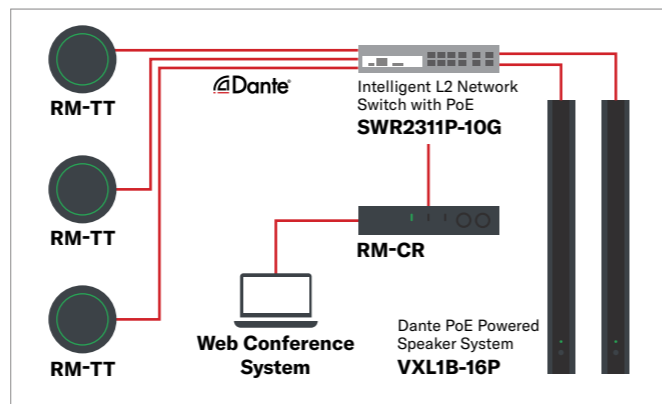 RM-TT
Dante®
Intelligent L2 Network
Switch with PoE
SWR2311P-10G
RM-TT
RM-CR
RM-TT
Web Conference
System
Dante PoE Powered
Speaker System
VXL1B-16P